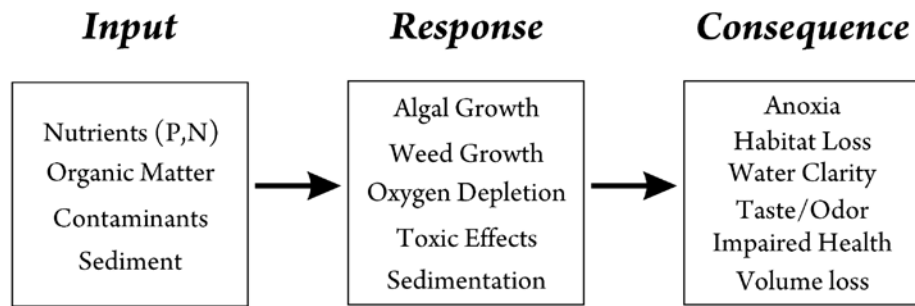 Input
Response
Consequence
Nutrients (P,N)
Organic Matter
Contaminants
Sediment
Algal Growth
Weed Growth
Oxygen Depletion
Toxic Effects
Sedimentation
Anoxia
Habitat Loss
Water Clarity
Taste/Odor
Impaired Health
Volume loss